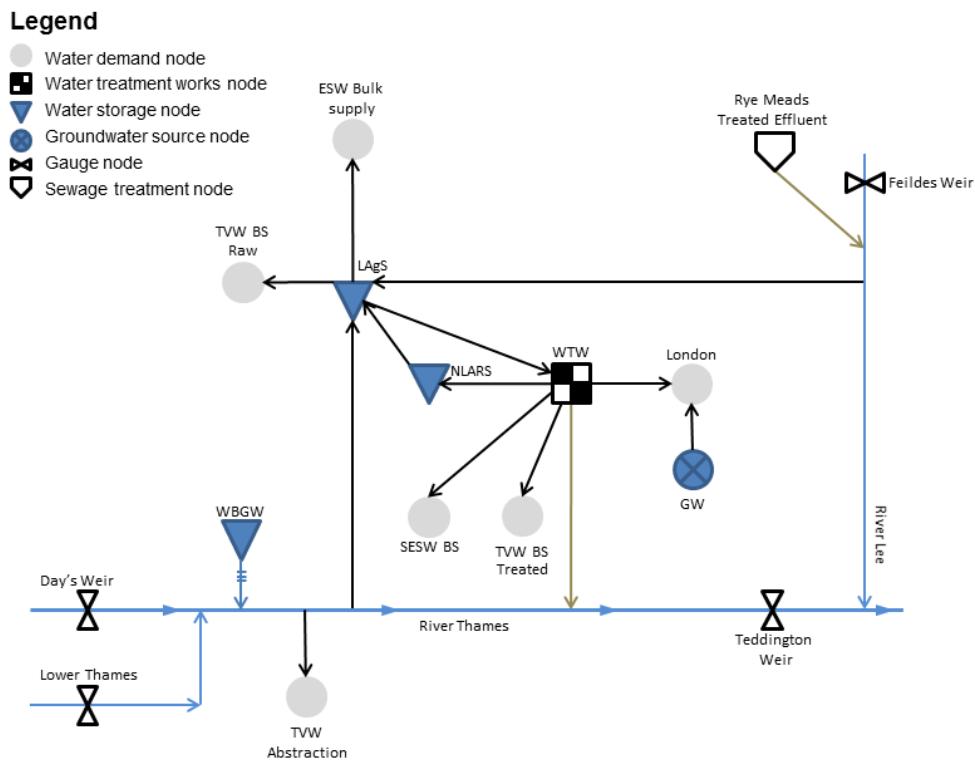 Legend
Water demand node
Water treatment works node
Water storage node
Groundwater source node
Gauge node
Sewage treatment node
ESW Bulk
supply
Rye Meads
Treated Effluent
Feildes Weir
TVW BS
Raw
LAgS
NLARS
WTW
London
GW
WBGW
SESW BS
TVW BS
Treated
River Lee
Day's Weir
River Thames
Teddington
Weir
Lower Thames
TVW
Abstraction